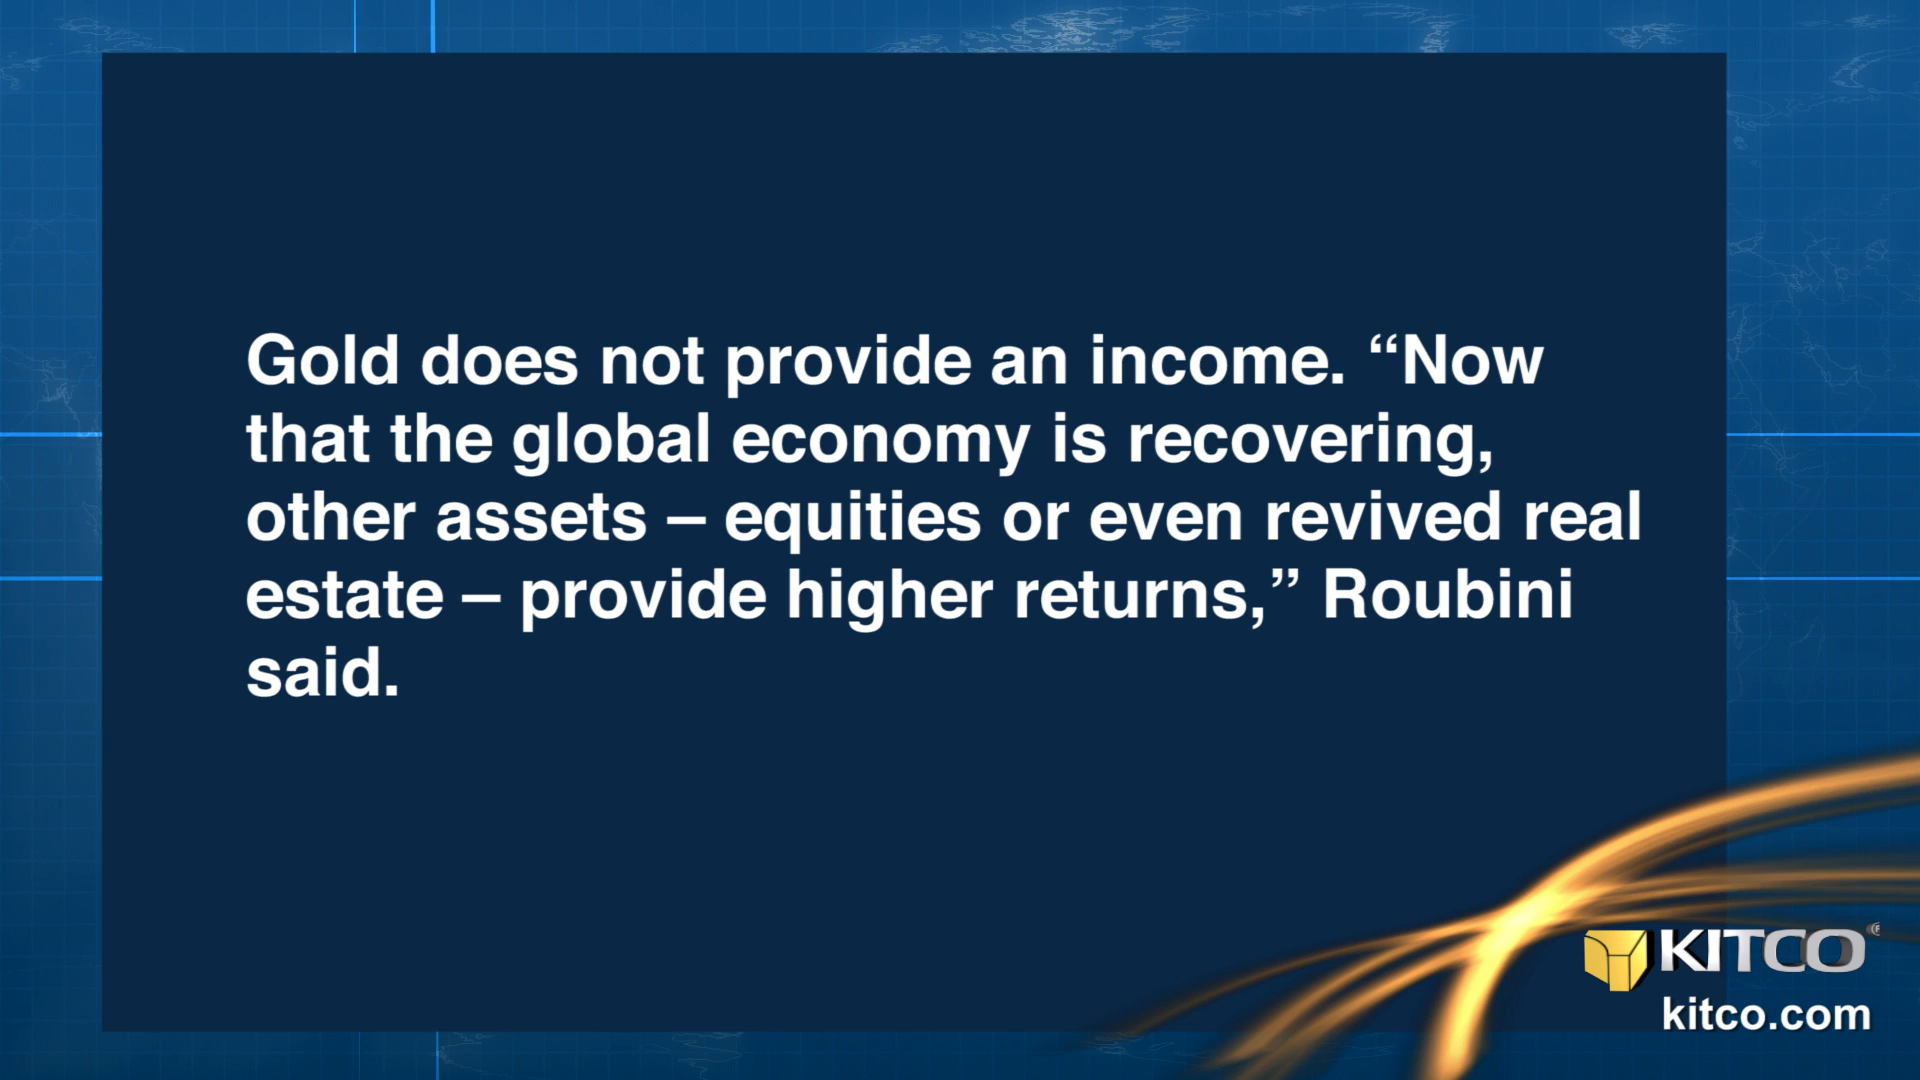 Gold does not provide an income. “Now
that the global economy is recovering,
other assets – equities or even revived real
estate – provide higher returns,” Roubini
said.
KITCO®
kitco.com